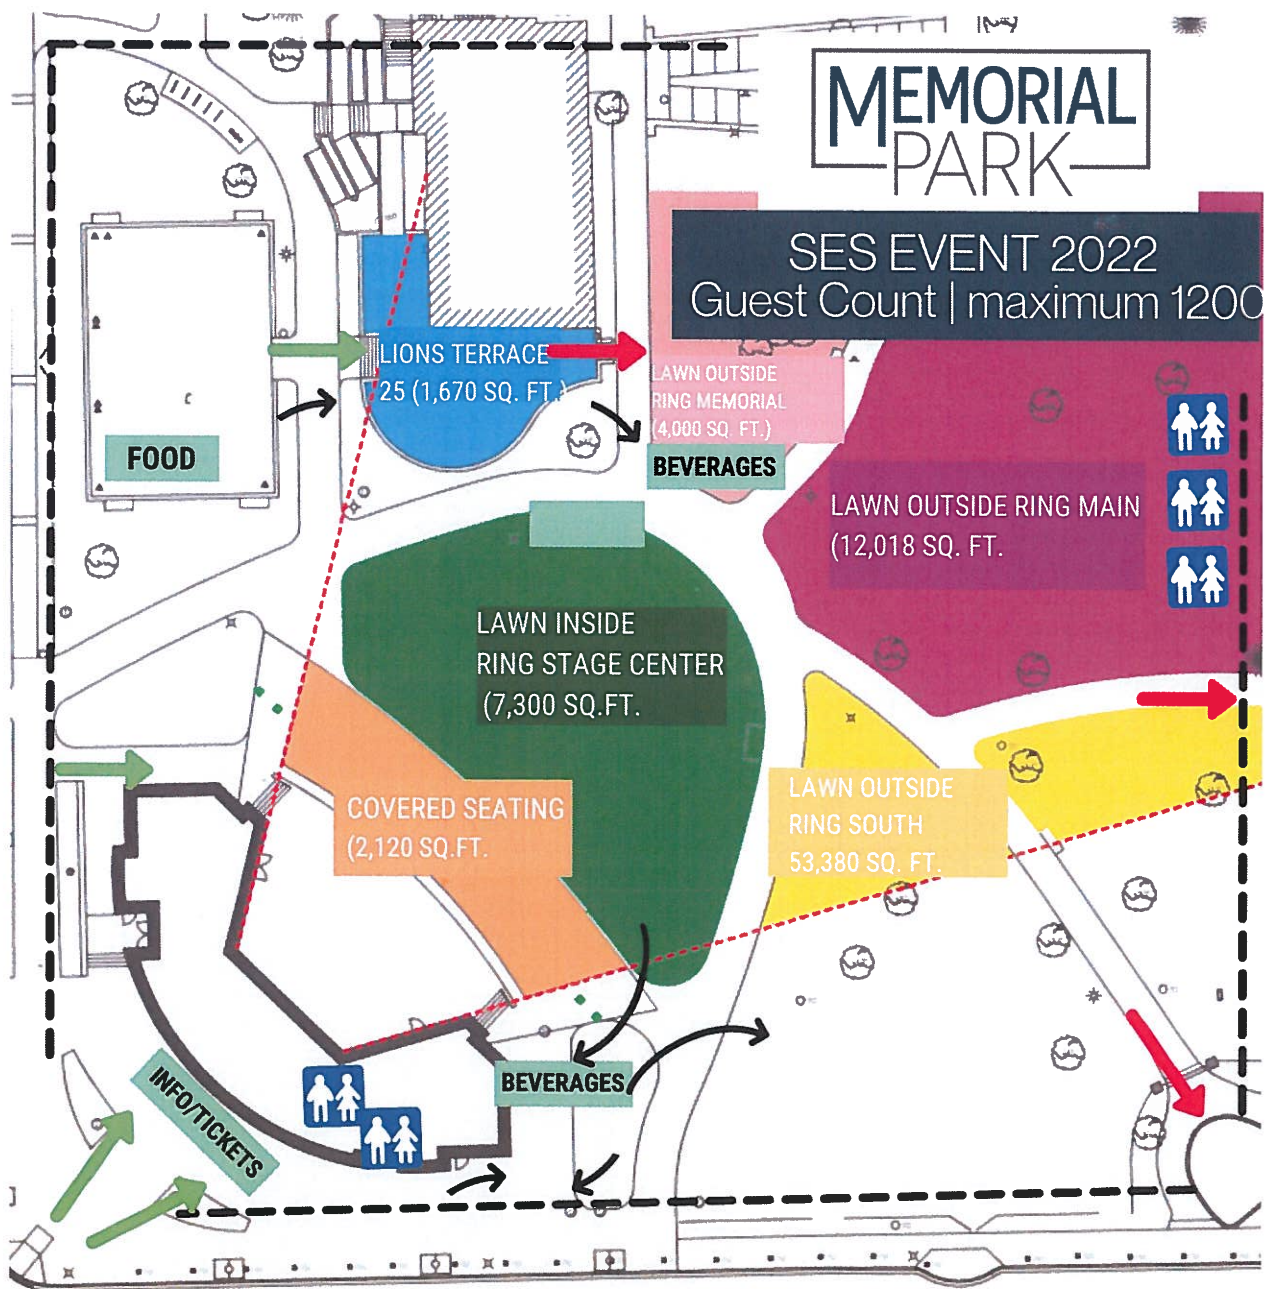 MEMORIAL
PARK
SES EVENT 2022
Guest Count | maximum 1200
LIONS TERRACE
25 (1,670 SQ. FT.)
LAWN OUTSIDE
RING MEMORIAL
(4,000 SQ. FT.)
BEVERAGES
FOOD
LAWN OUTSIDE RING MAIN
(12,018 SQ. FT.
LAWN INSIDE
RING STAGE CENTER
(7,300 SQ.FT.
COVERED SEATING
(2,120 SQ.FT.
LAWN OUTSIDE
RING SOUTH
53,380 SQ. FT.
BEVERAGES
INFO/TICKETS